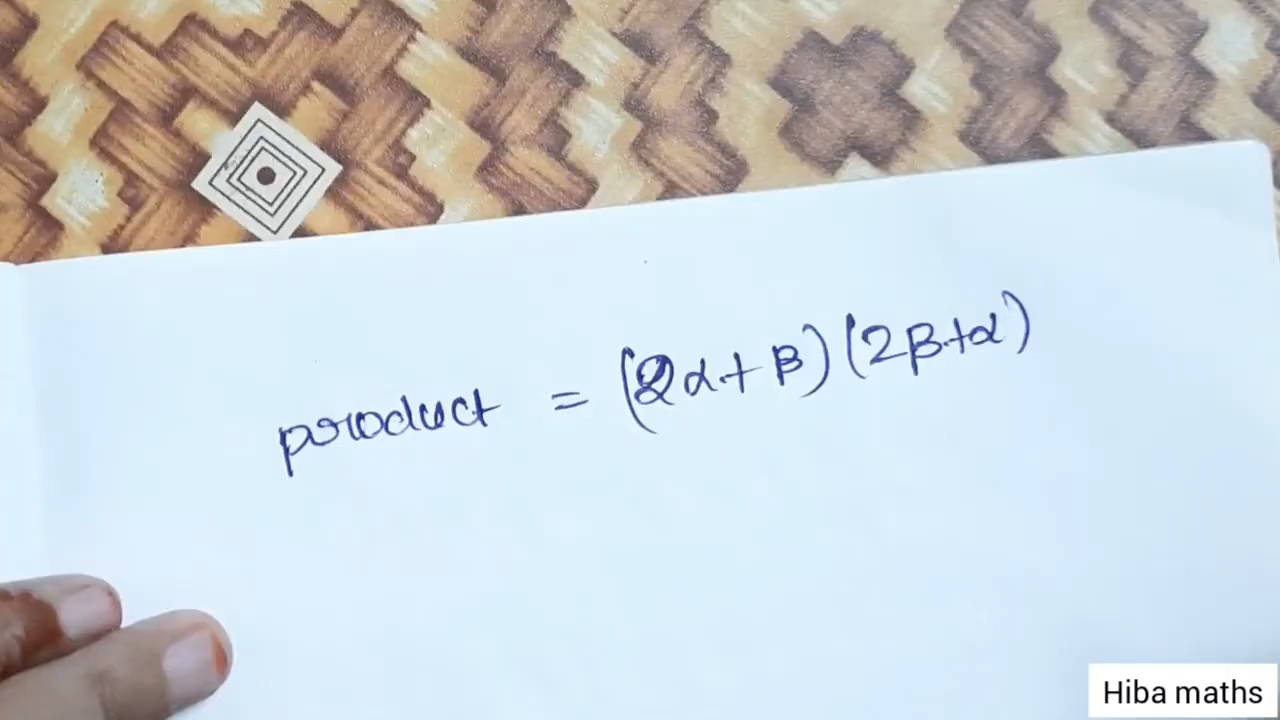 product = (2α + β)(2β+α)
Hiba maths